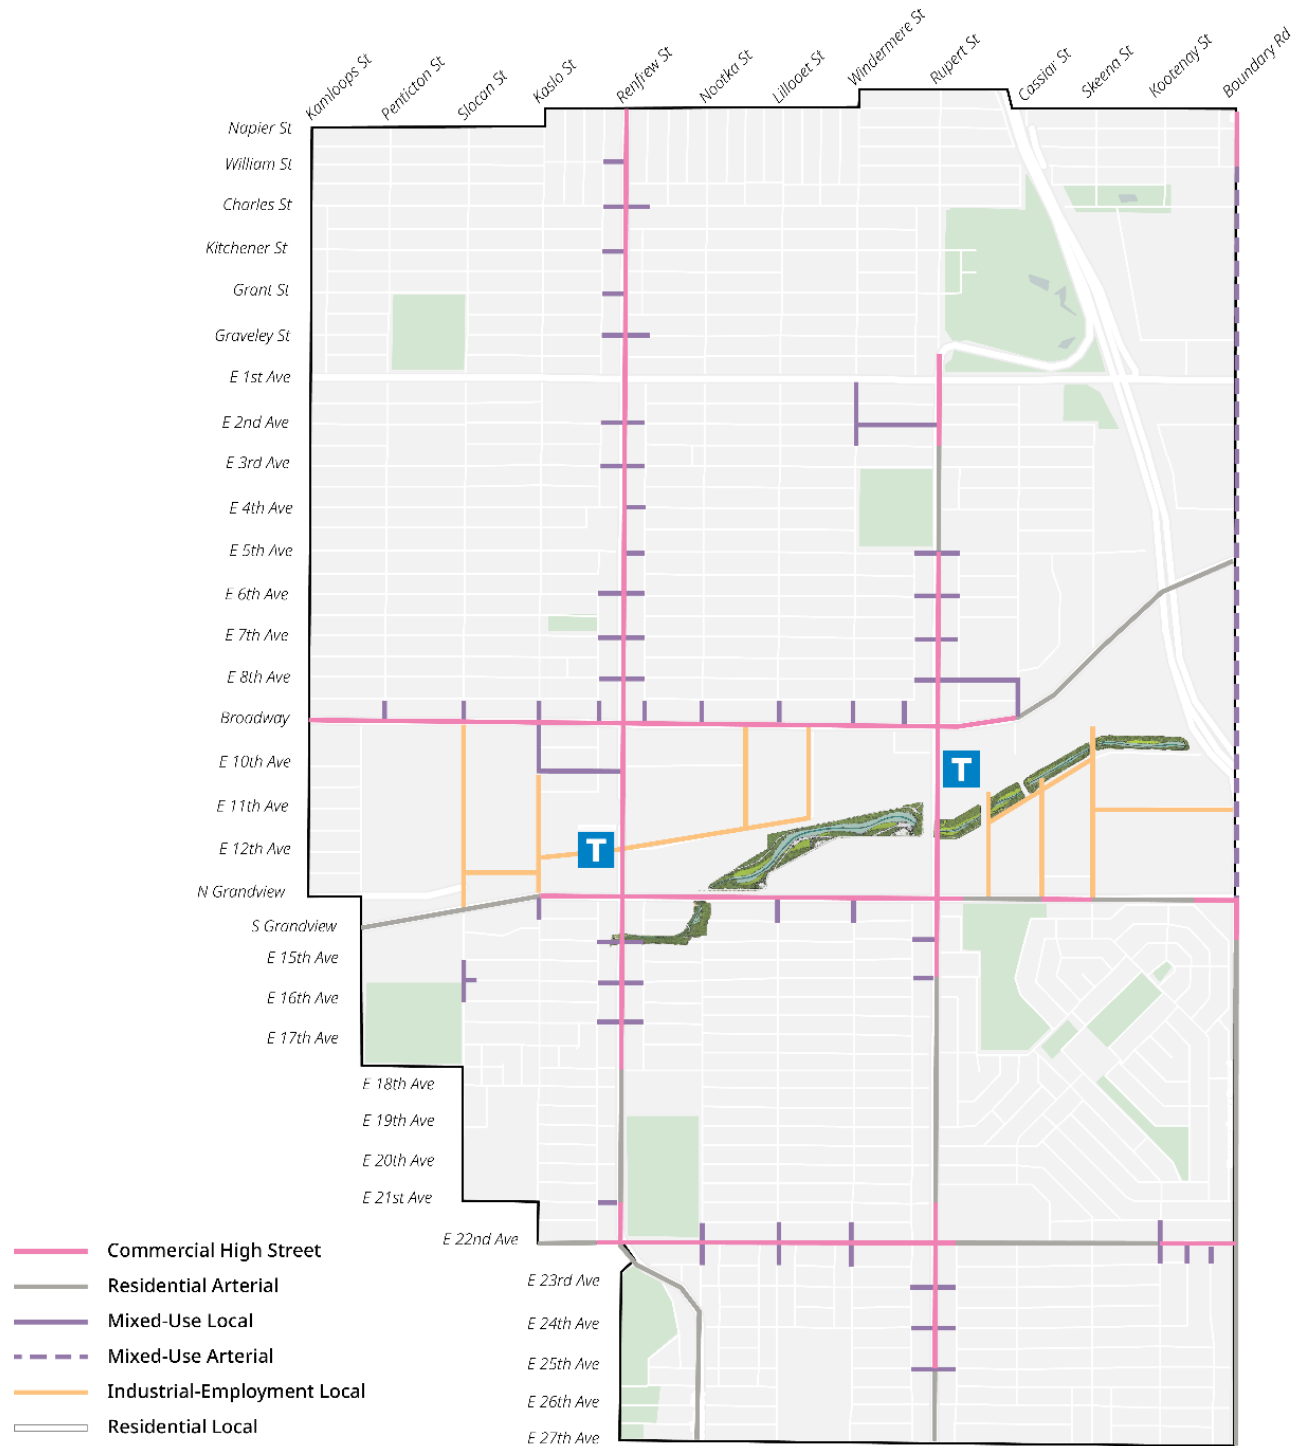 Kamloops St
Penticton St
Slocan St
Kaslo St
Renfrew St
Nootka St
Lillooet St
Windermere St
Rupert St
Cassiar St
Skeena St
Kootenay St
Boundary Rd
Napier St
William St
Charles St
Kitchener St
Grant St
Graveley St
E 1st Ave
E 2nd Ave
E 3rd Ave
E 4th Ave
E 5th Ave
E 6th Ave
E 7th Ave
E 8th Ave
Broadway
E 10th Ave
T
E 11th Ave
E 12th Ave
T
N Grandview
S Grandview
E 15th Ave
E 16th Ave
E 17th Ave
E 18th Ave
E 19th Ave
E 20th Ave
E 21st Ave
E 22nd Ave
E 23rd Ave
E 24th Ave
E 25th Ave
E 26th Ave
E 27th Ave
Commercial High Street
Residential Arterial
Mixed-Use Local
Mixed-Use Arterial
Industrial-Employment Local
Residential Local